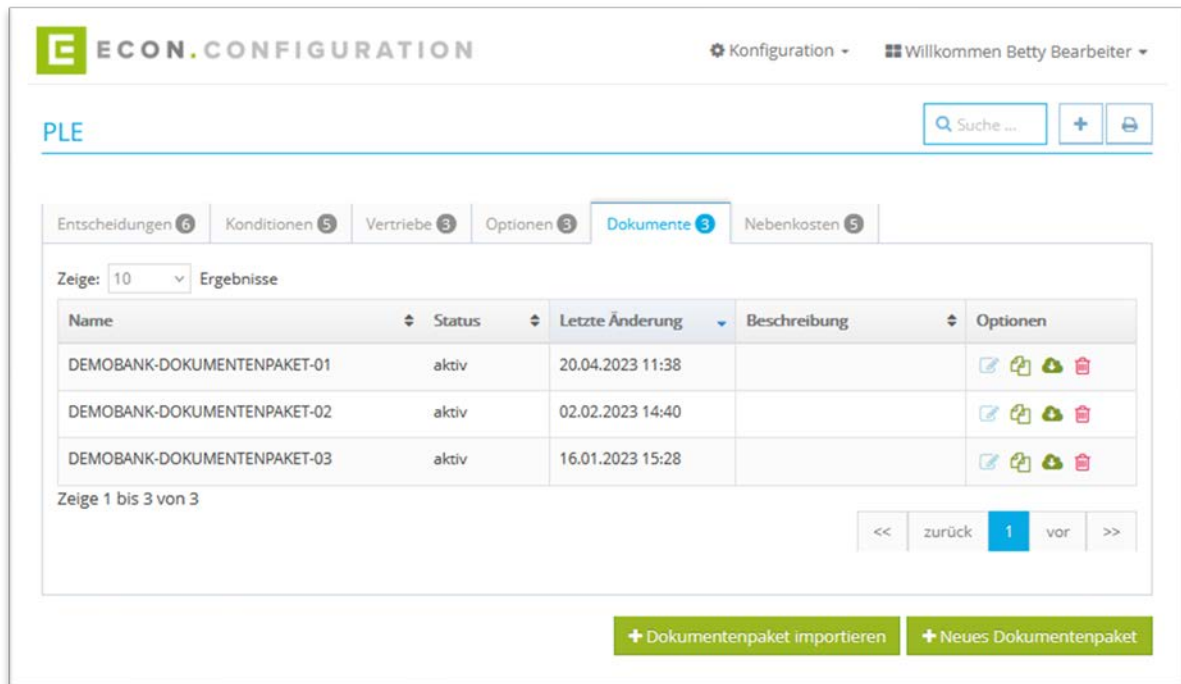 E ECON.CONFIGURATION Konfiguration Willkommen Betty Bearbeiter
PLE Suche ...
Entscheidungen 6 Konditionen 5 Vertriebe 3 Optionen 3 Dokumente 3 Nebenkosten 5
Zeige: 10 Ergebnisse
Name Status Letzte Änderung Beschreibung Optionen
DEMOBANK-DOKUMENTENPAKET-01 aktiv 20.04.2023 11:38
DEMOBANK-DOKUMENTENPAKET-02 aktiv 02.02.2023 14:40
DEMOBANK-DOKUMENTENPAKET-03 aktiv 16.01.2023 15:28
Zeige 1 bis 3 von 3
<< zurück 1 vor >>
+ Dokumentenpaket importieren + Neues Dokumentenpaket